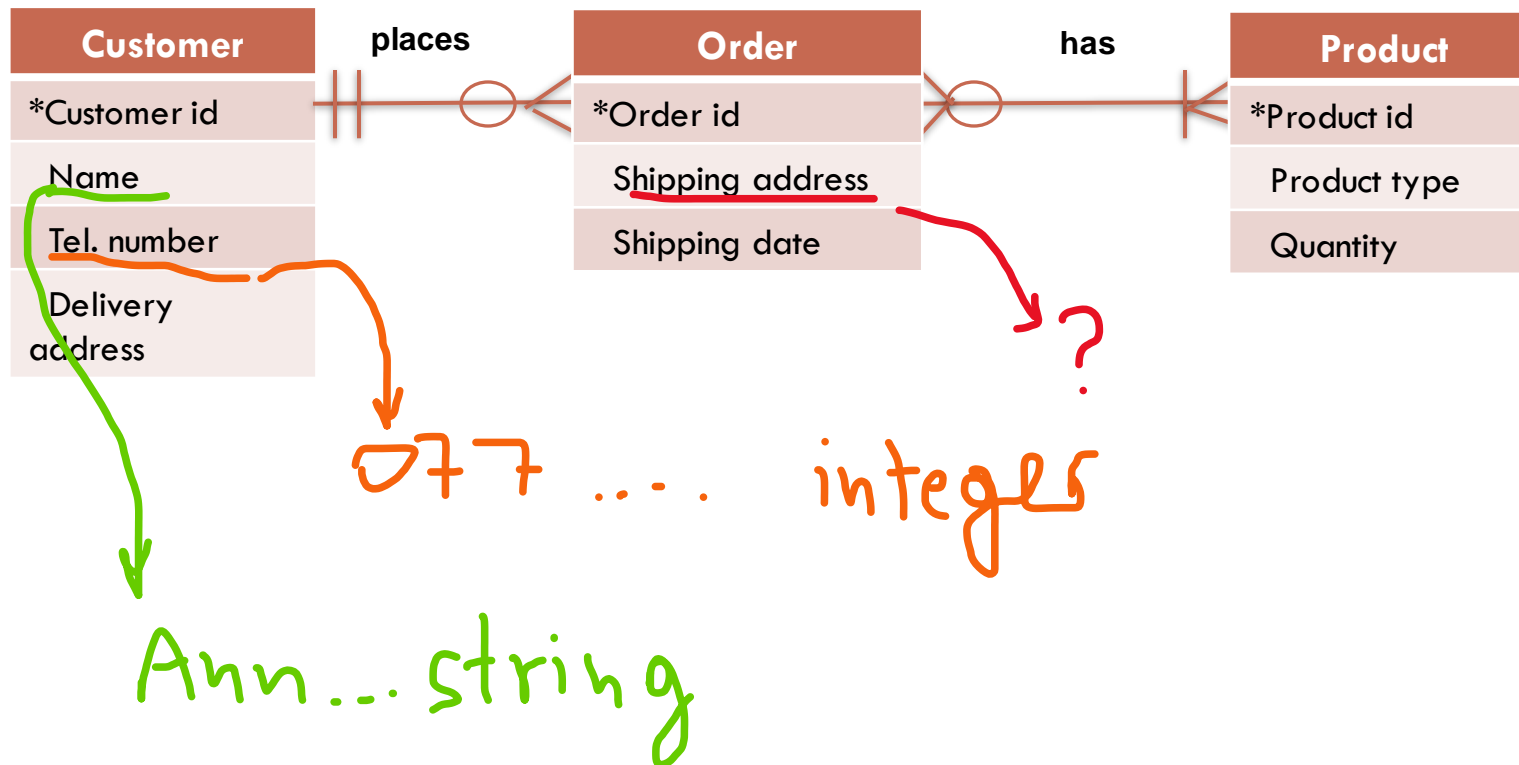 Customer
places
Order
has
Product
*Customer id
Name
Tel. number
Delivery
address
*Order id
Shipping address
Shipping date
*Product id
Product type
Quantity
?
077 .... integer
Ann... string